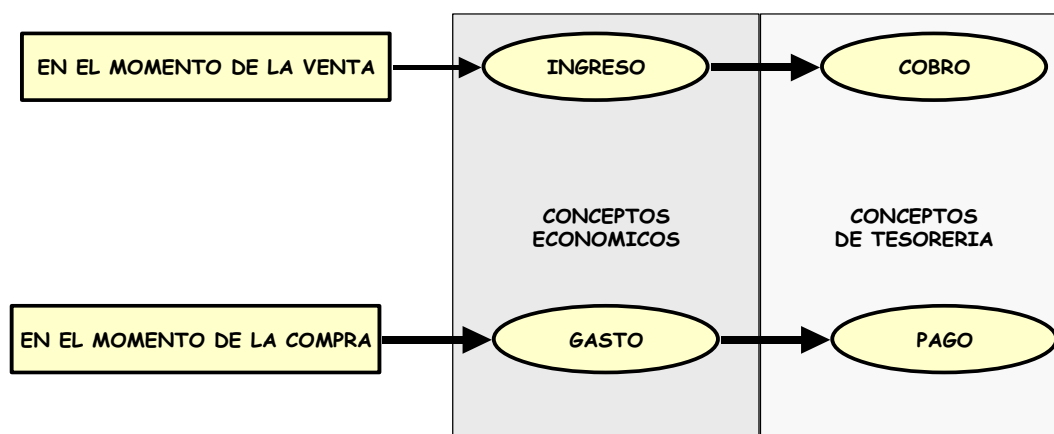 EN EL MOMENTO DE LA VENTA
INGRESO
COBRO
CONCEPTOS
ECONOMICOS
CONCEPTOS
DE TESORERIA
EN EL MOMENTO DE LA COMPRA
GASTO
PAGO